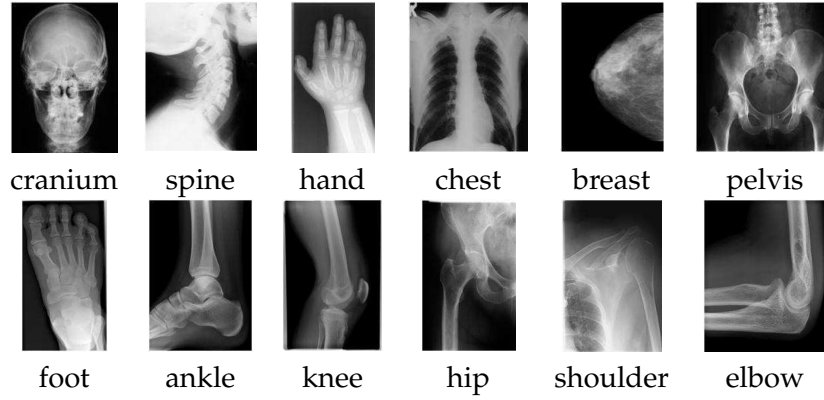 cranium spine hand chest breast pelvis
foot ankle knee hip shoulder elbow